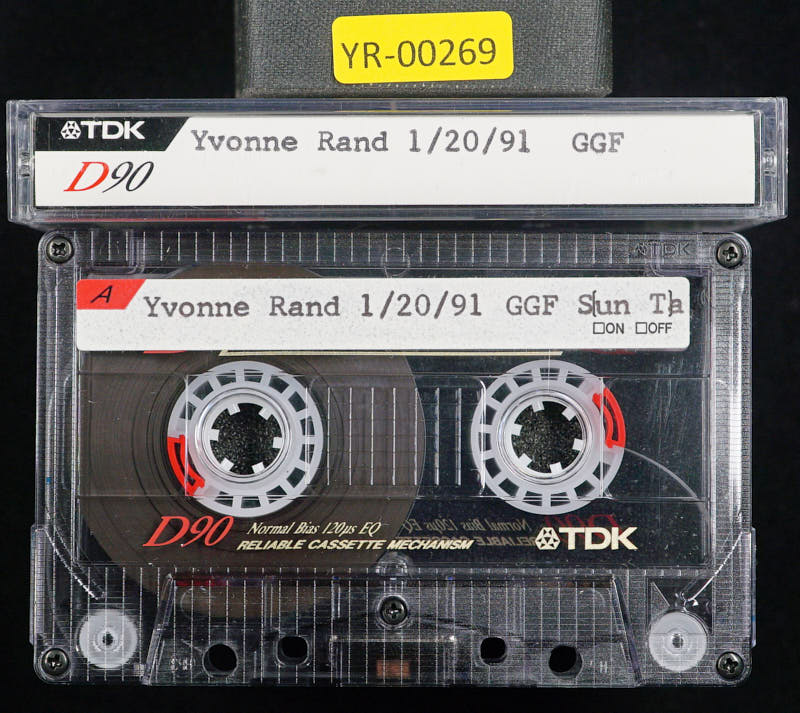 YR-00269
TDK
D90
Yvonne Rand 1/20/91 GGF
TDK
A
Yvonne Rand 1/20/91 GGF Sun Ta
ON OFF
D90 Normal Bias 120µs EQ
RELIABLE CASSETTE MECHANISM
TDK